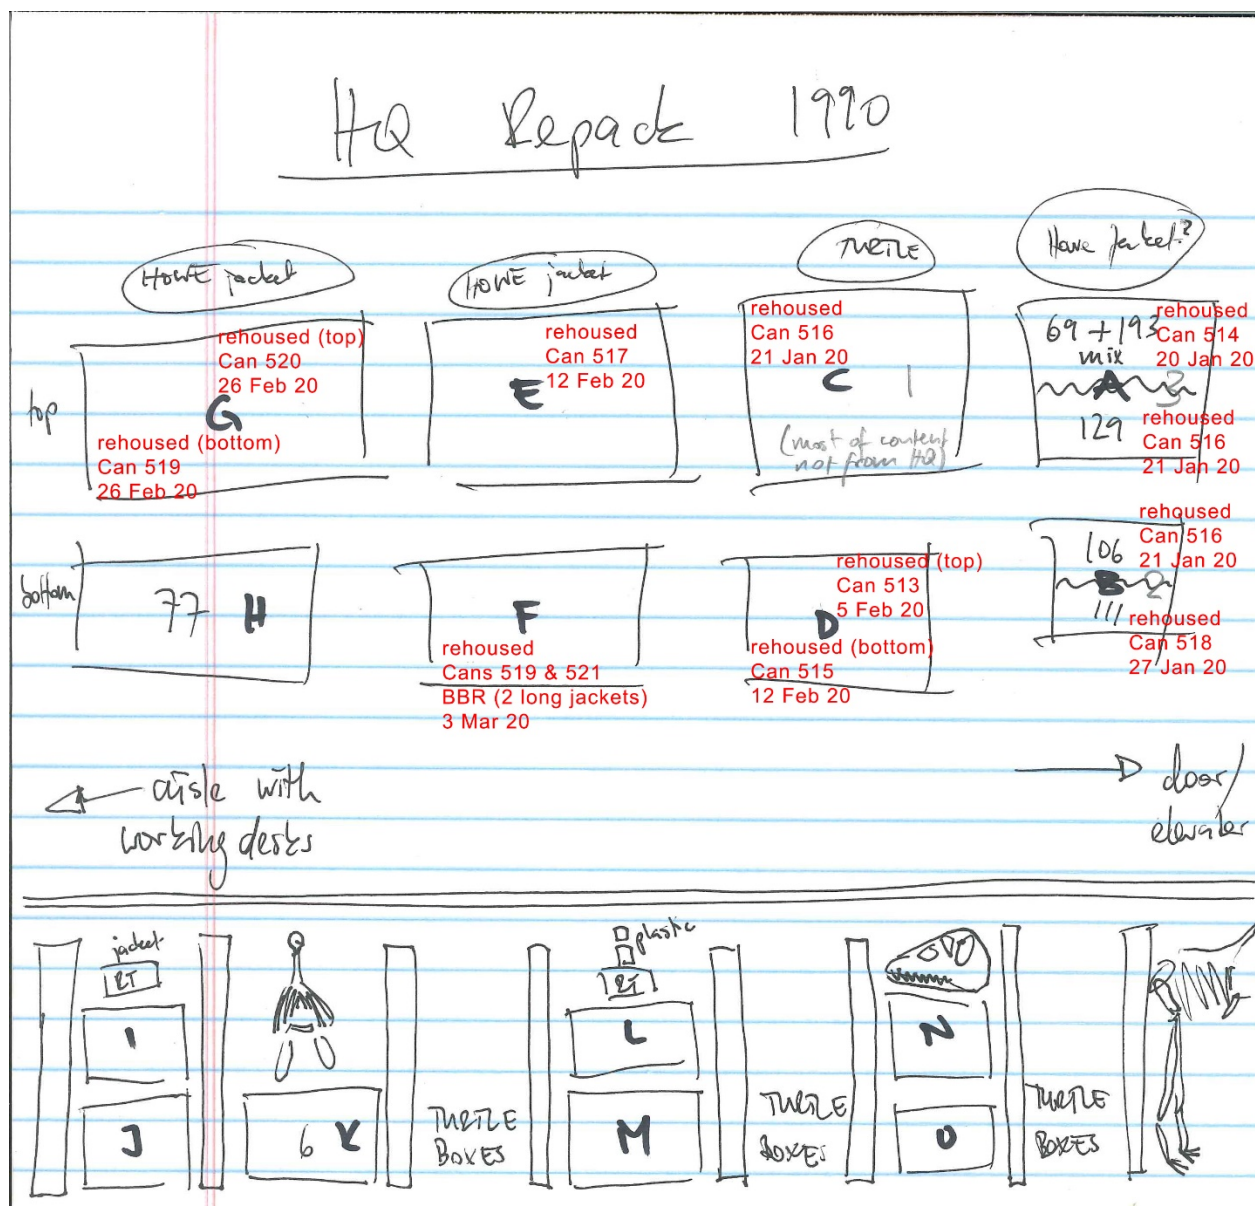 HQ Repack 1990
HOWE jacket
HOWE jacket
TURTLE
Howe jacket?
top
rehoused (top)
Can 520
26 Feb 20
G
rehoused (bottom)
Can 519
26 Feb 20
rehoused
Can 517
12 Feb 20
E
rehoused
Can 516
21 Jan 20
C 1
(most of content
not from HQ)
69 + 193
mix
rehoused
Can 514
20 Jan 20
A 3
129
rehoused
Can 516
21 Jan 20
bottom
77 H
F
rehoused
Cans 519 & 521
BBR (2 long jackets)
3 Mar 20
rehoused (top)
Can 513
5 Feb 20
D
rehoused (bottom)
Can 515
12 Feb 20
106
rehoused
Can 516
21 Jan 20
B 2
111
rehoused
Can 518
27 Jan 20
aisle with
working desks
door/
elevator
jacket
RT
I
J
6 K
TURTLE
BOXES
plastic
RT
L
M
TURTLE
BOXES
N
O
TURTLE
BOXES